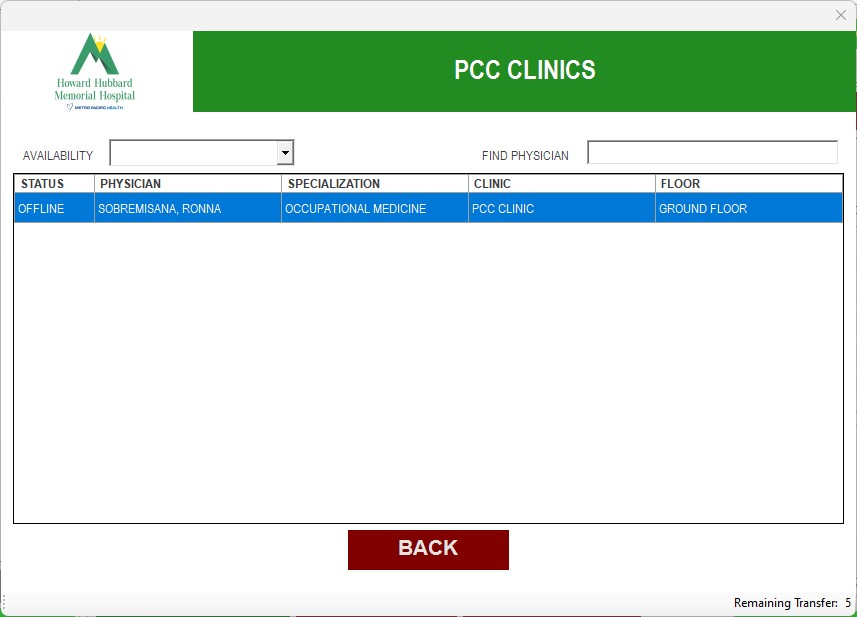 Howard Hubbard
Memorial Hospital
METRO PACIFIC HEALTH
PCC CLINICS
AVAILABILITY
FIND PHYSICIAN
STATUS PHYSICIAN SPECIALIZATION CLINIC FLOOR
OFFLINE SOBREMISANA, RONNA OCCUPATIONAL MEDICINE PCC CLINIC GROUND FLOOR
BACK
Remaining Transfer: 5